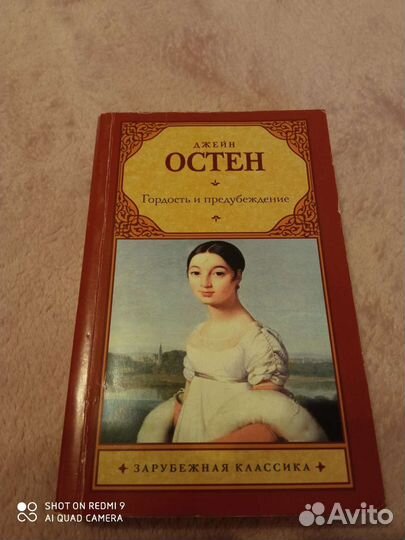 ДЖЕЙН
ОСТЕН
Гордость и предубеждение
ЗАРУБЕЖНАЯ КЛАССИКА
SHOT ON REDMI 9
AI QUAD CAMERA
Avito